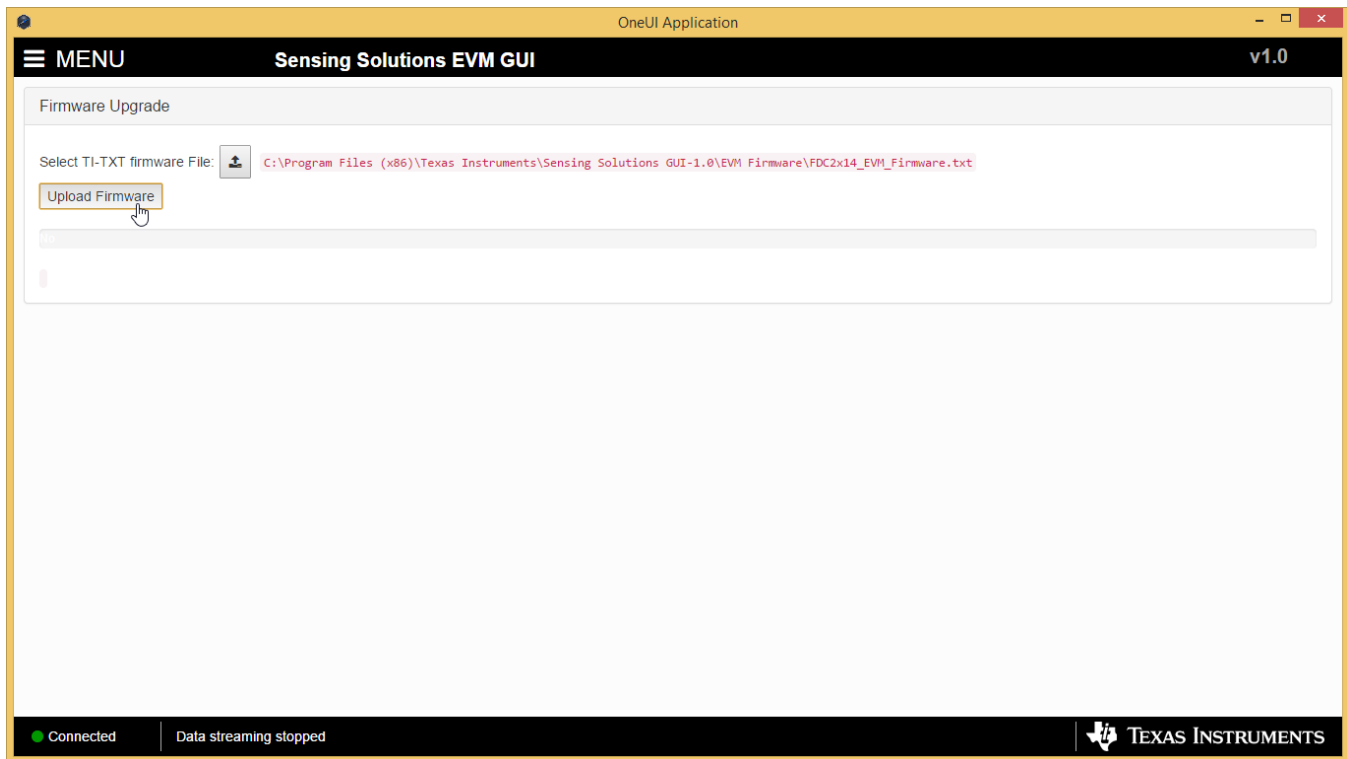 OneUI Application
MENU
Sensing Solutions EVM GUI
v1.0
Firmware Upgrade
Select TI-TXT firmware File:
C:\Program Files (x86)\Texas Instruments\Sensing Solutions GUI-1.0\EVM Firmware\FDC2x14_EVM_Firmware.txt
Upload Firmware
No
Connected
Data streaming stopped
TEXAS INSTRUMENTS